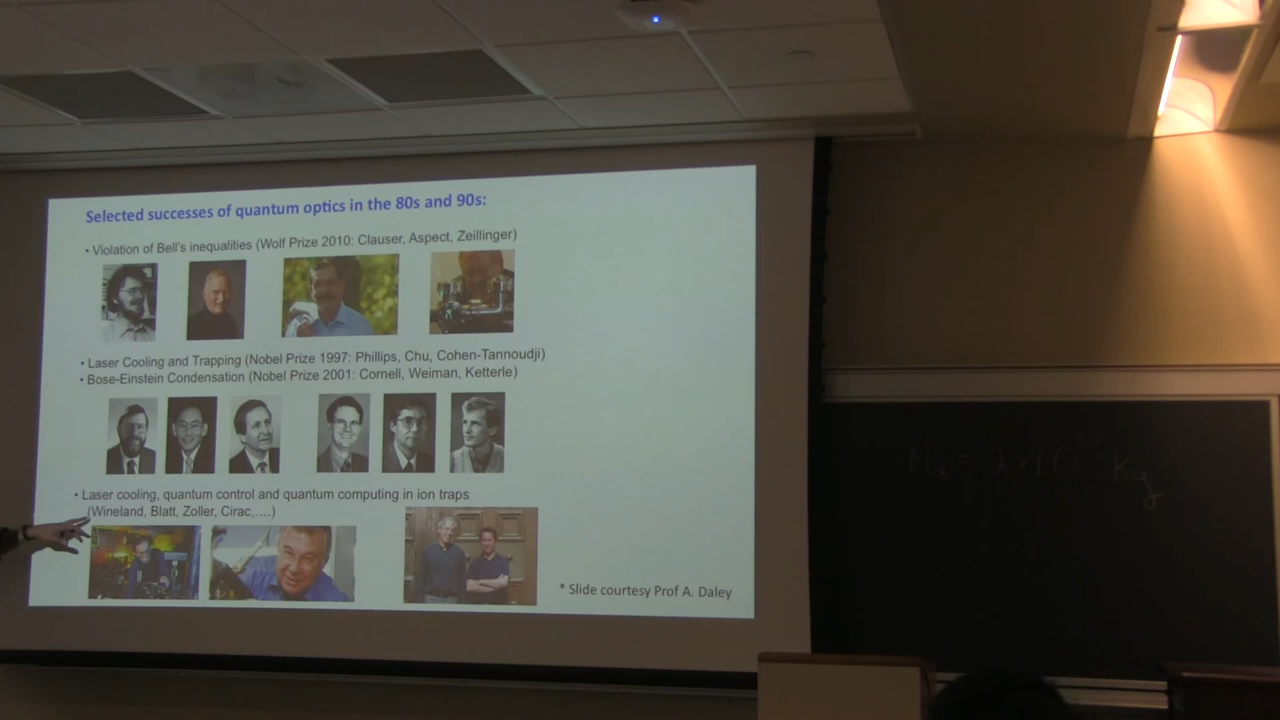 Selected successes of quantum optics in the 80s and 90s:
• Violation of Bell's inequalities (Wolf Prize 2010: Clauser, Aspect, Zeillinger)
• Laser Cooling and Trapping (Nobel Prize 1997: Phillips, Chu, Cohen-Tannoudji)
• Bose-Einstein Condensation (Nobel Prize 2001: Cornell, Weiman, Ketterle)
• Laser cooling, quantum control and quantum computing in ion traps
(Wineland, Blatt, Zoller, Cirac,....)
* Slide courtesy Prof A. Daley
Kg